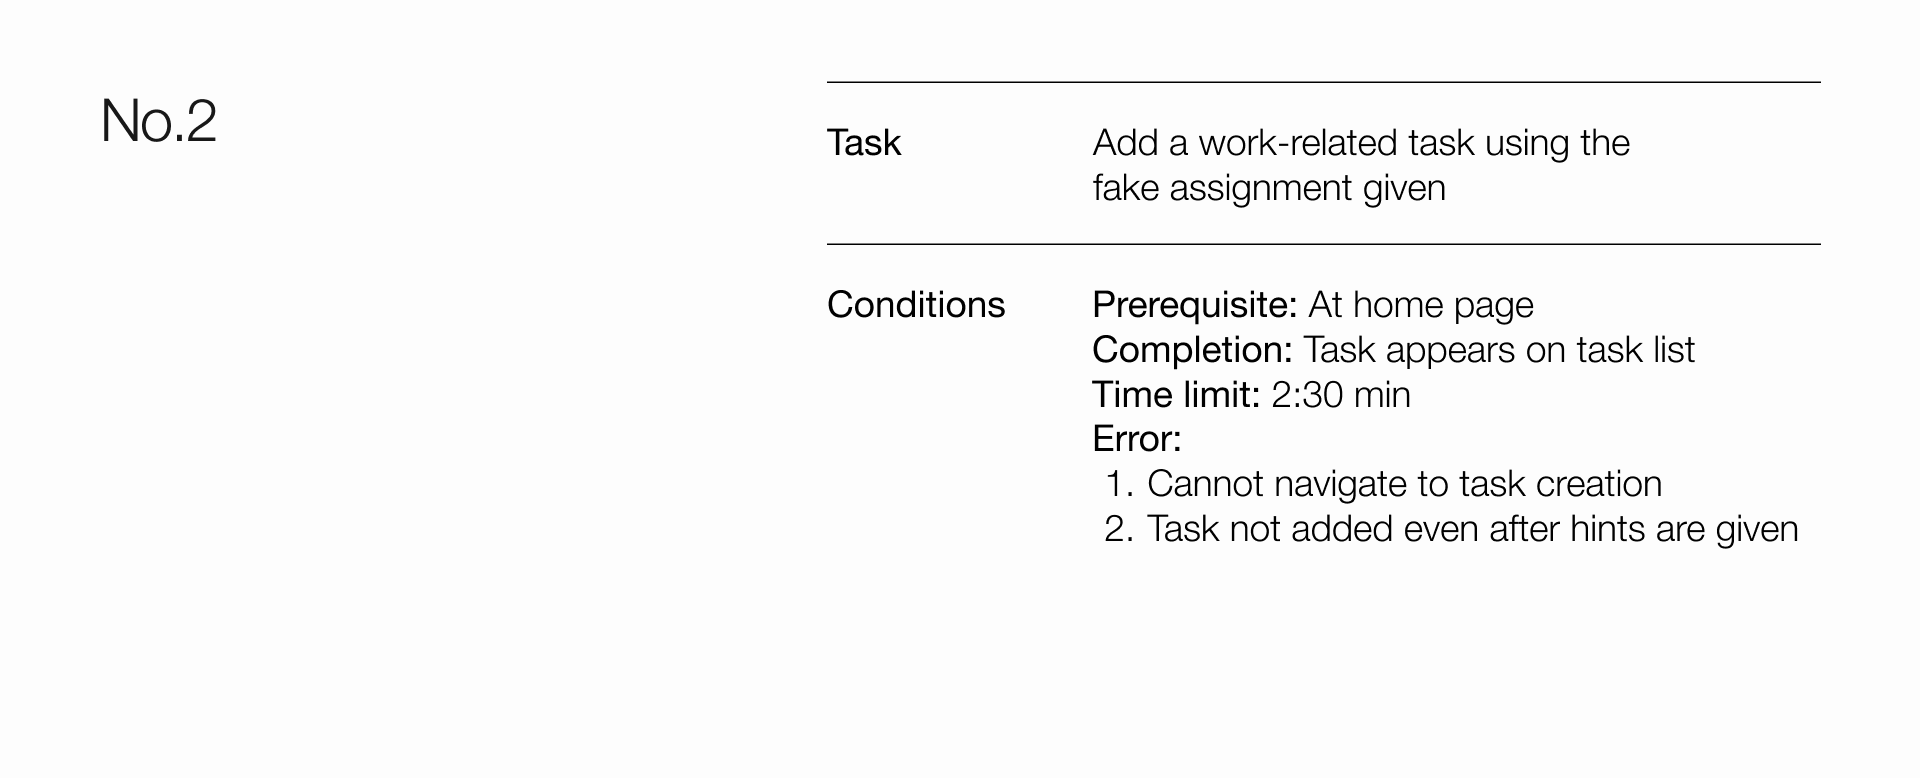 No.2
Task
Add a work-related task using the
fake assignment given
Conditions
Prerequisite: At home page
Completion: Task appears on task list
Time limit: 2:30 min
Error:
1. Cannot navigate to task creation
2. Task not added even after hints are given